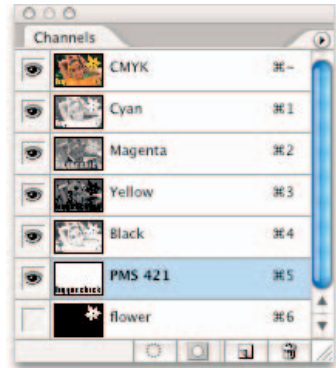 Channels
CMYK ⌘~
Cyan ⌘1
Magenta ⌘2
Yellow ⌘3
Black ⌘4
PMS 421 ⌘5
flower ⌘6